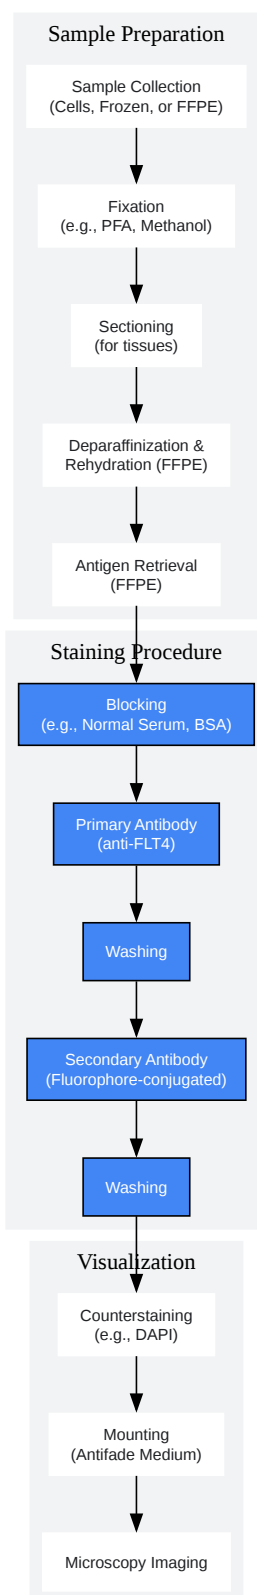 Sample Preparation
Sample Collection
(Cells, Frozen, or FFPE)
Fixation
(e.g., PFA, Methanol)
Sectioning
(for tissues)
Deparaffinization &
Rehydration (FFPE)
Antigen Retrieval
(FFPE)
Staining Procedure
Blocking
(e.g., Normal Serum, BSA)
Primary Antibody
(anti-FLT4)
Washing
Secondary Antibody
(Fluorophore-conjugated)
Washing
Visualization
Counterstaining
(e.g., DAPI)
Mounting
(Antifade Medium)
Microscopy Imaging